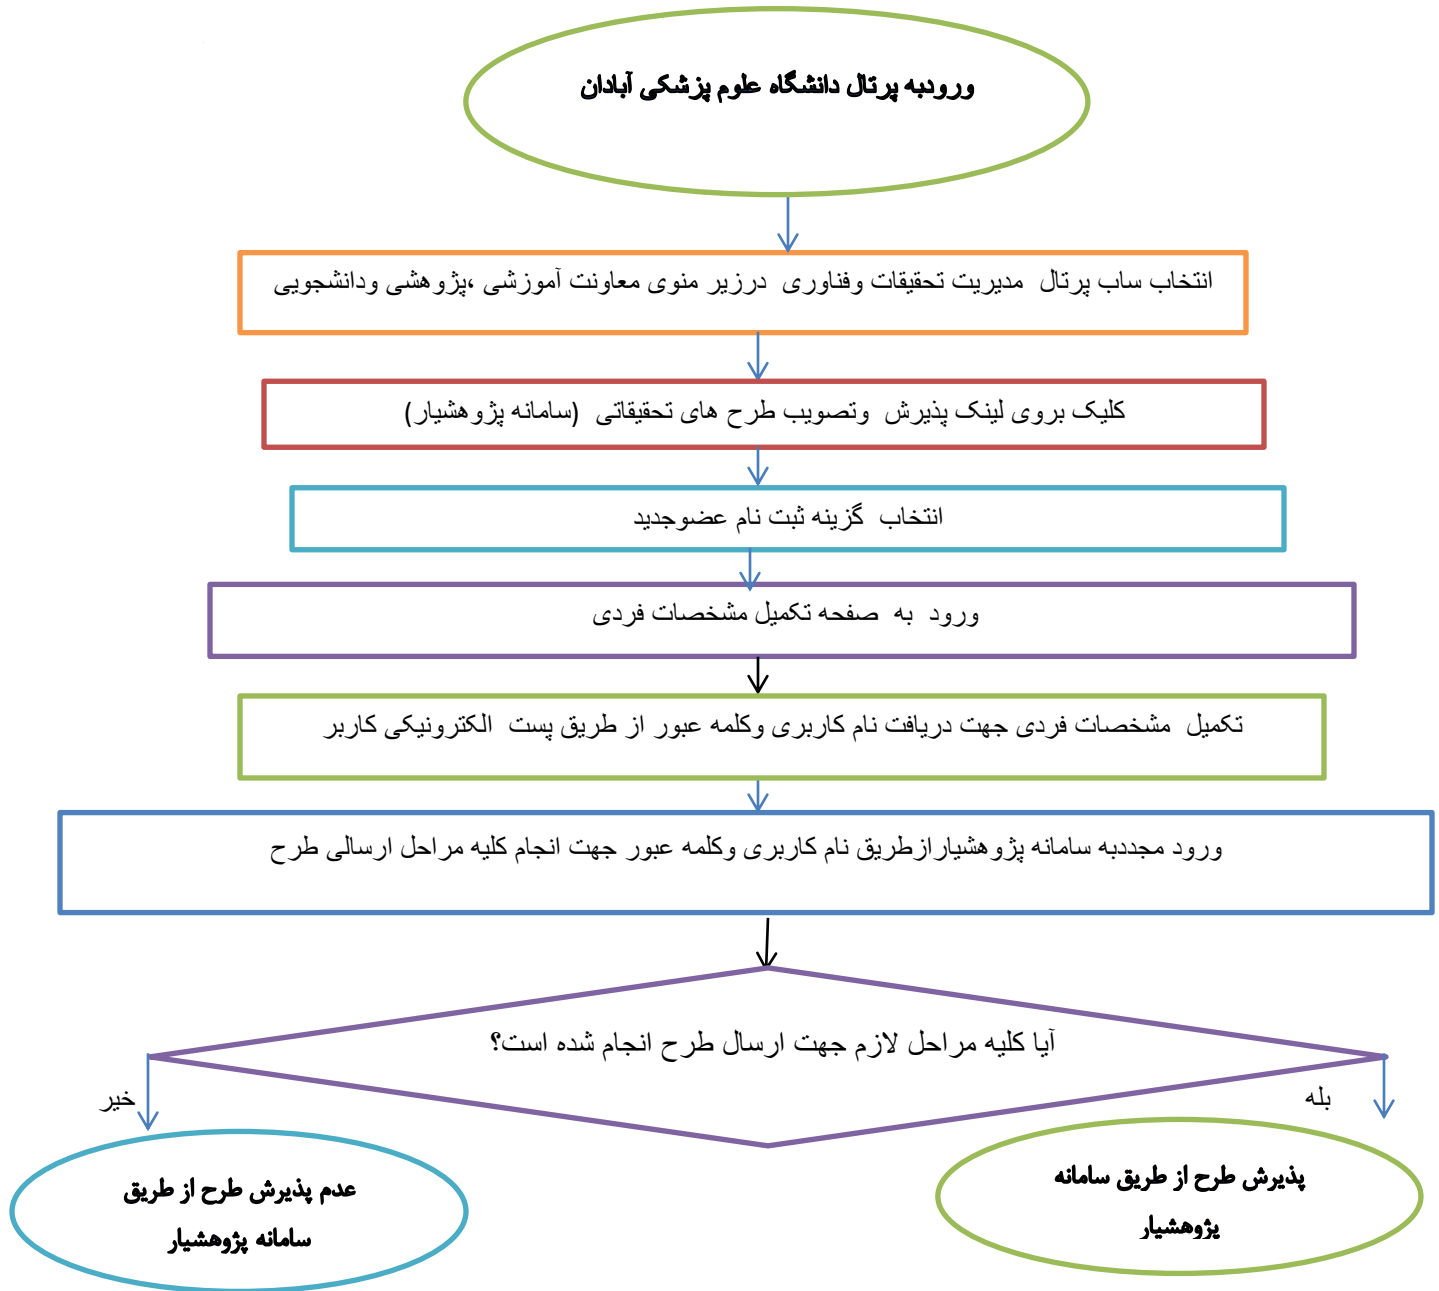 ورودبه پرتال دانشگاه علوم پزشکی آبادان
انتخاب ساب پرتال مدیریت تحقیقات وفناوری درزیر منوی معاونت آموزشی ،پژوهشی ودانشجویی
کلیک بروی لینک پذیرش وتصویب طرح های تحقیقاتی (سامانه پژوهشیار)
انتخاب گزینه ثبت نام عضوجدید
ورود به صفحه تکمیل مشخصات فردی
تکمیل مشخصات فردی جهت دریافت نام کاربری وکلمه عبور از طریق پست الکترونیکی کاربر
ورود مجددبه سامانه پژوهشیارازطریق نام کاربری وکلمه عبور جهت انجام کلیه مراحل ارسالی طرح
آیا کلیه مراحل لازم جهت ارسال طرح انجام شده است؟
بله
خیر
پذیرش طرح از طریق سامانه
پژوهشیار
عدم پذیرش طرح از طریق
سامانه پژوهشیار